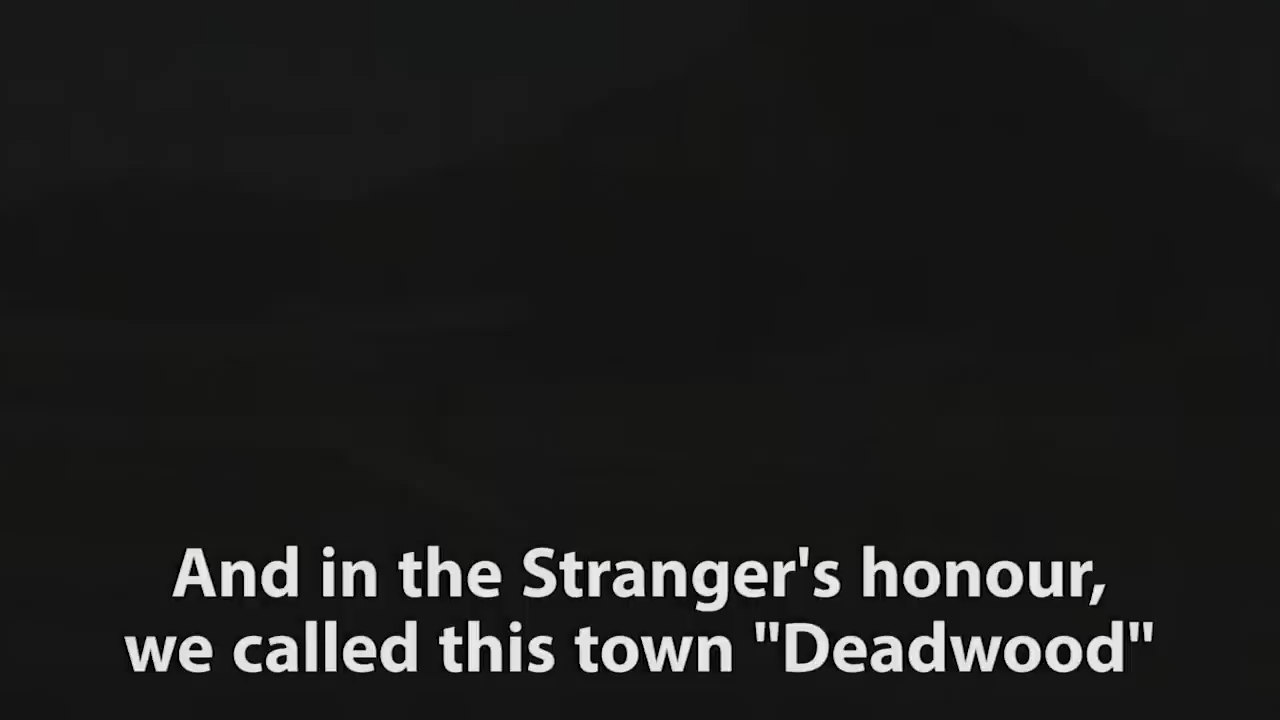 And in the Stranger's honour,
we called this town "Deadwood"